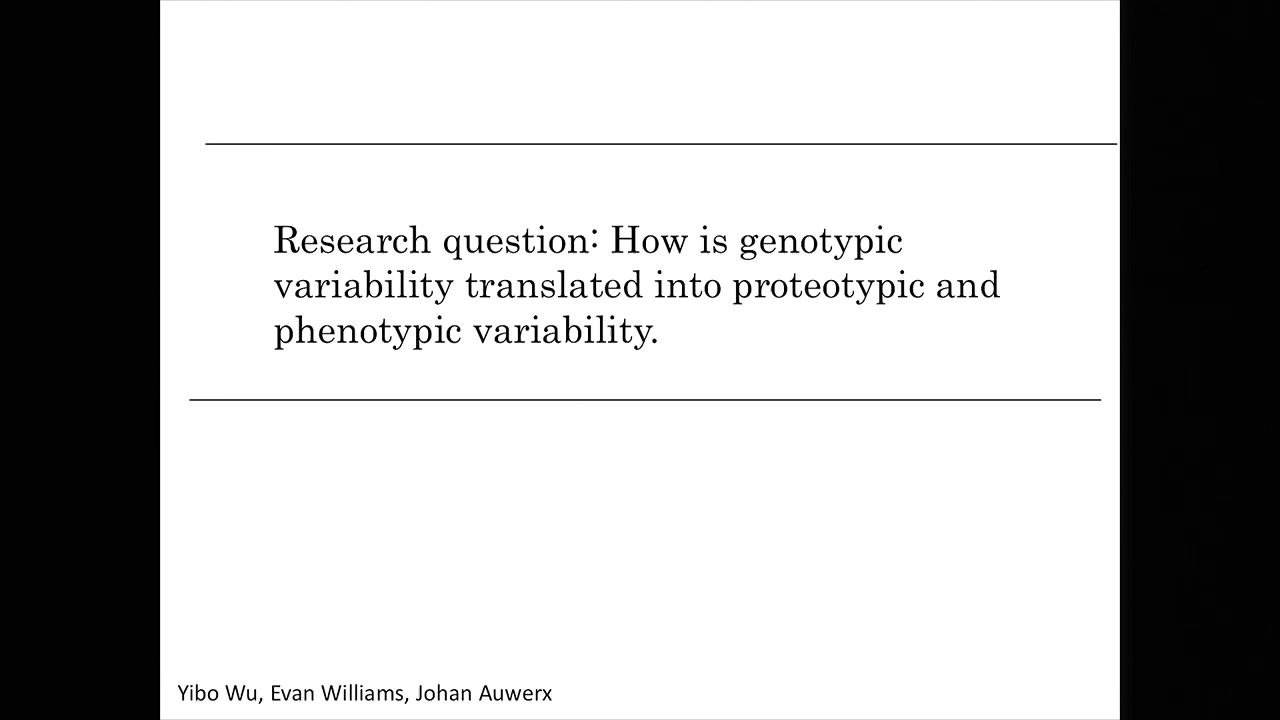 Research question: How is genotypic
variability translated into proteotypic and
phenotypic variability.
Yibo Wu, Evan Williams, Johan Auwerx